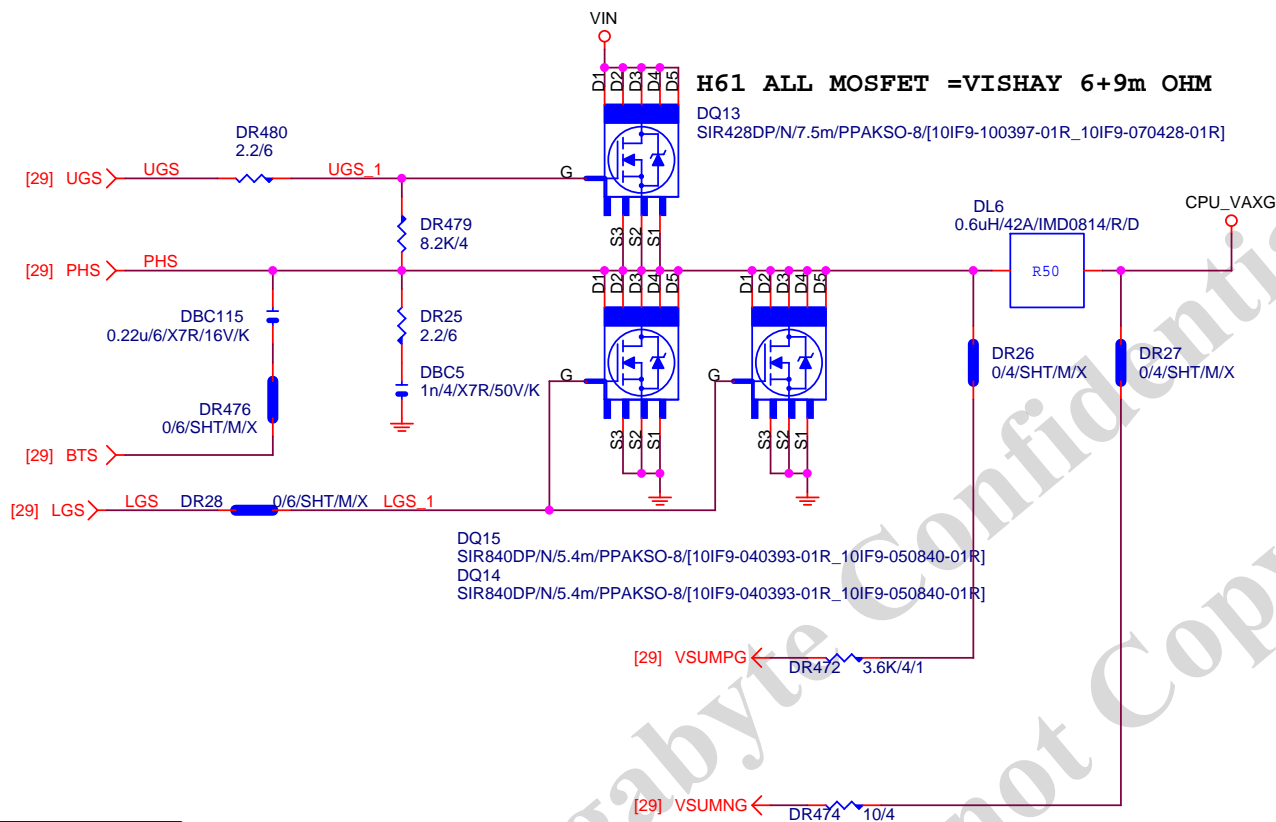 VIN
D1 D2 D3 D4 D5
H61 ALL MOSFET =VISHAY 6+9m OHM
DQ13
SIR428DP/N/7.5m/PPAKSO-8/[10IF9-100397-01R_10IF9-070428-01R]
DR480
2.2/6
[29] UGS
UGS
UGS_1
G
S3 S2 S1
DR479
8.2K/4
DL6
0.6uH/42A/IMD0814/R/D
R50
CPU_VAXG
[29] PHS
PHS
D1 D2 D3 D4 D5
D1 D2 D3 D4 D5
DBC115
0.22u/6/X7R/16V/K
DR25
2.2/6
DBC5
1n/4/X7R/50V/K
G
G
DR26
0/4/SHT/M/X
DR27
0/4/SHT/M/X
DR476
0/6/SHT/M/X
S3 S2 S1
S3 S2 S1
[29] BTS
[29] LGS
LGS
DR28
0/6/SHT/M/X
LGS_1
DQ15
SIR840DP/N/5.4m/PPAKSO-8/[10IF9-040393-01R_10IF9-050840-01R]
DQ14
SIR840DP/N/5.4m/PPAKSO-8/[10IF9-040393-01R_10IF9-050840-01R]
[29] VSUMPG
DR472
3.6K/4/1
[29] VSUMNG
DR474
10/4
gabyte Confidentia
not Copy